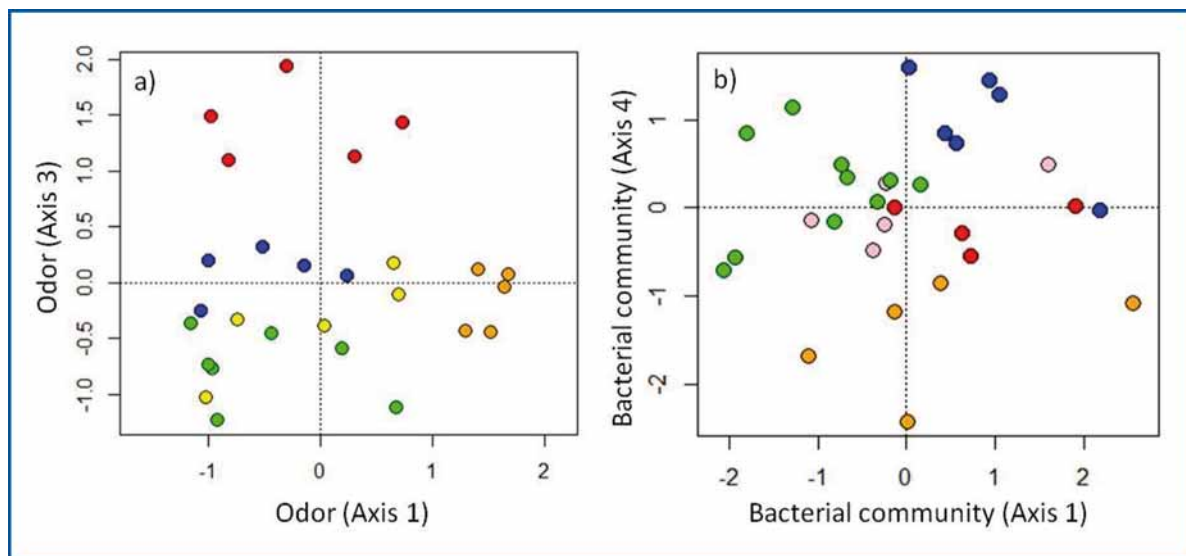 a)
2.0
1.5
1.0
0.5
0.0
-0.5
-1.0
Odor (Axis 3)
-1 0 1 2
Odor (Axis 1)
b)
1
0
-1
-2
Bacterial community (Axis 4)
-2 -1 0 1 2
Bacterial community (Axis 1)